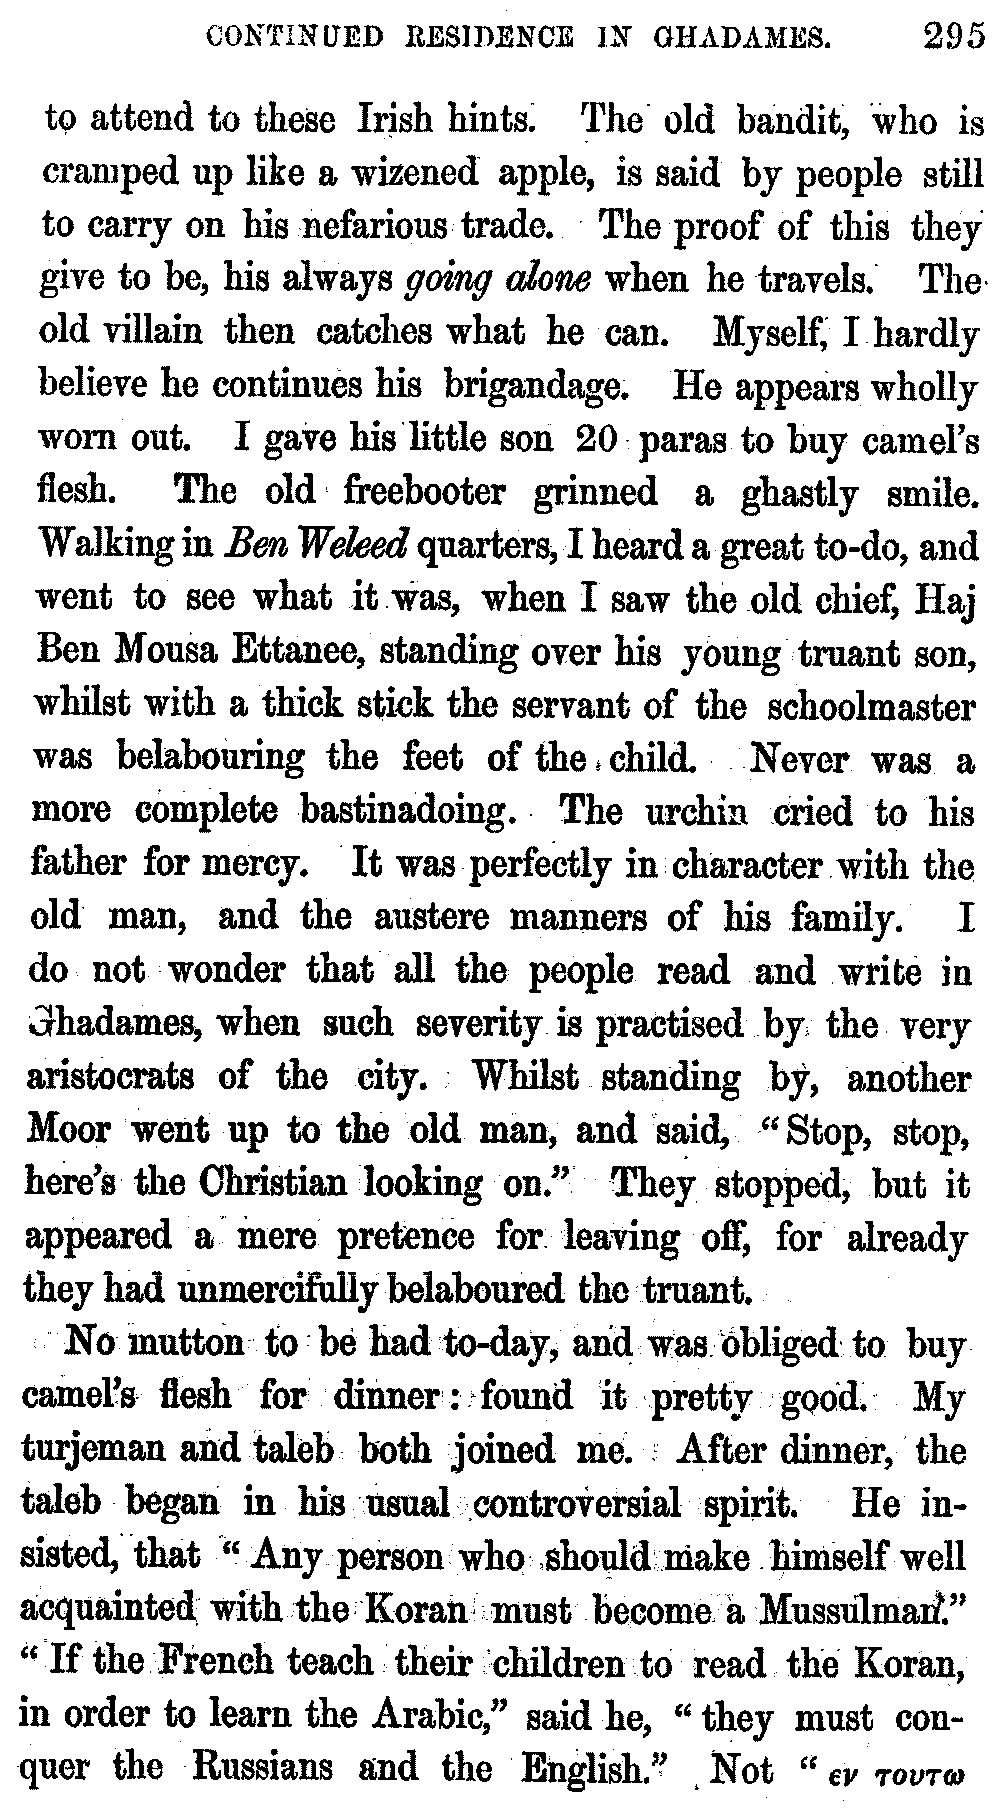 CONTINUED RESIDENCE IN GHADAMES. 295
to attend to these Irish hints. The old bandit, who is
cramped up like a wizened apple, is said by people still
to carry on his nefarious trade. The proof of this they
give to be, his always going alone when he travels. The
old villain then catches what he can. Myself, I hardly
believe he continues his brigandage. He appears wholly
worn out. I gave his little son 20 paras to buy camel's
flesh. The old freebooter grinned a ghastly smile.
Walking in Ben Weleed quarters, I heard a great to-do, and
went to see what it was, when I saw the old chief, Haj
Ben Mousa Ettanee, standing over his young truant son,
whilst with a thick stick the servant of the schoolmaster
was belabouring the feet of the child. Never was a
more complete bastinadoing. The urchin cried to his
father for mercy. It was perfectly in character with the
old man, and the austere manners of his family. I
do not wonder that all the people read and write in
Ghadames, when such severity is practised by the very
aristocrats of the city. Whilst standing by, another
Moor went up to the old man, and said, "Stop, stop,
here's the Christian looking on." They stopped, but it
appeared a mere pretence for leaving off, for already
they had unmercifully belaboured the truant.
No mutton to be had to-day, and was obliged to buy
camel's flesh for dinner: found it pretty good. My
turjeman and taleb both joined me. After dinner, the
taleb began in his usual controversial spirit. He in-
sisted, that "Any person who should make himself well
acquainted with the Koran must become a Mussulman."
"If the French teach their children to read the Koran,
in order to learn the Arabic," said he, "they must con-
quer the Russians and the English." Not "εν τουτω